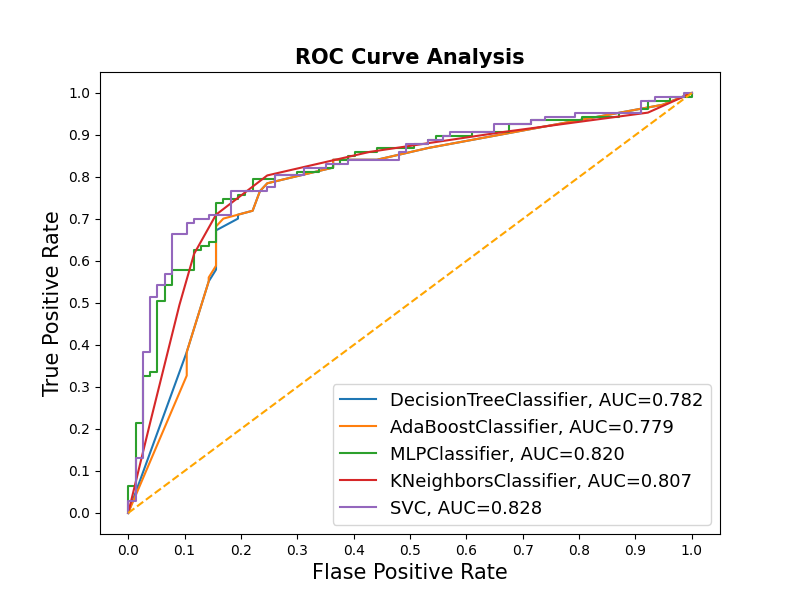 ROC Curve Analysis
True Positive Rate
1.0
0.9
0.8
0.7
0.6
0.5
0.4
0.3
0.2
0.1
0.0
DecisionTreeClassifier, AUC=0.782
AdaBoostClassifier, AUC=0.779
MLPClassifier, AUC=0.820
KNeighborsClassifier, AUC=0.807
SVC, AUC=0.828
0.0 0.1 0.2 0.3 0.4 0.5 0.6 0.7 0.8 0.9 1.0
Flase Positive Rate